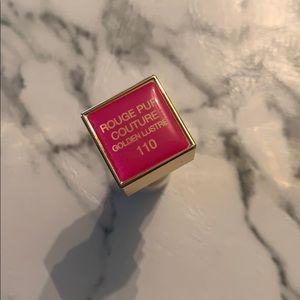 ROUGE PUR
COUTURE
GOLDEN LUSTRE
110